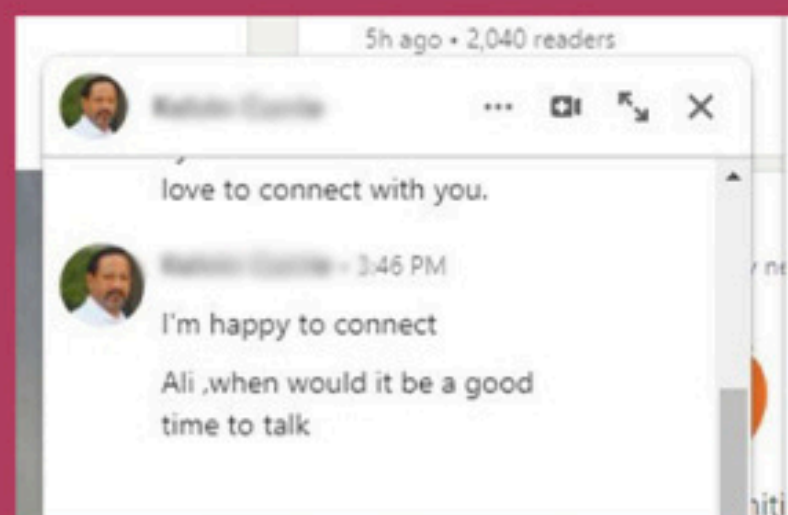 5h ago • 2,040 readers
love to connect with you.
3:46 PM
I'm happy to connect
Ali ,when would it be a good
time to talk